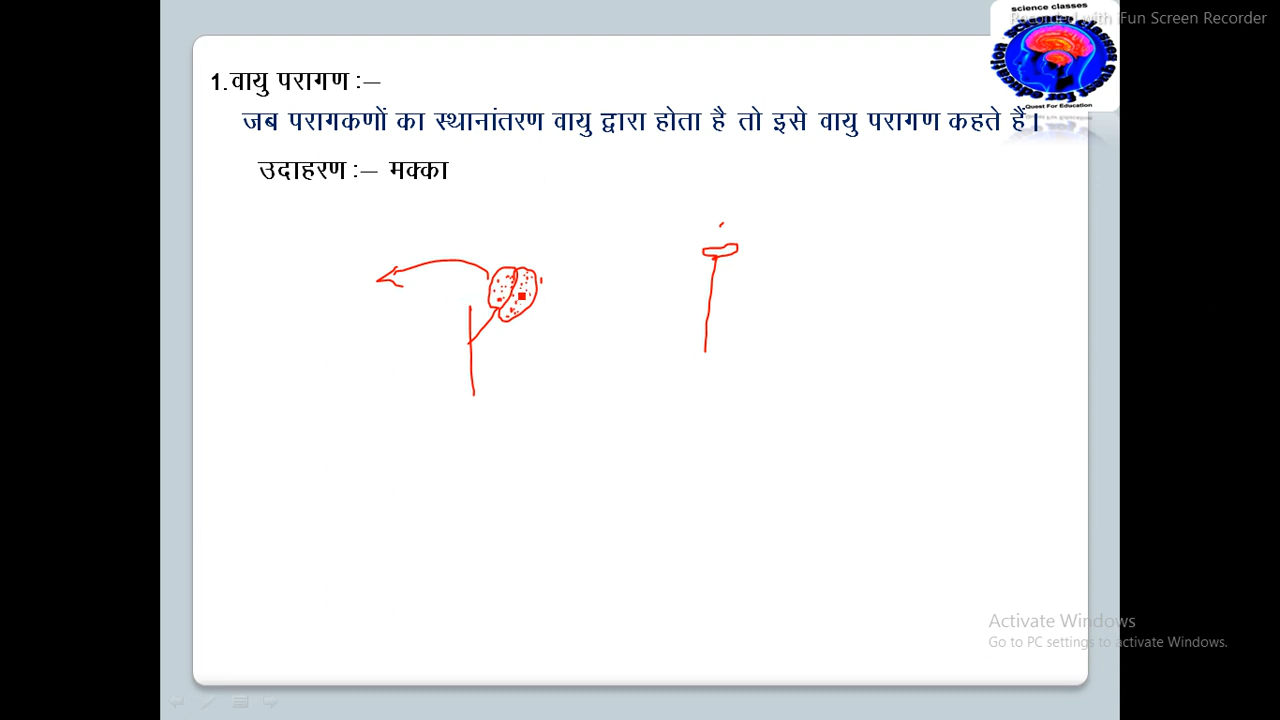 science classes
Recorded with iFun Screen Recorder
Quest For Education
1. वायु परागण :–
जब परागकणों का स्थानांतरण वायु द्वारा होता है तो इसे वायु परागण कहते हैं।
उदाहरण :– मक्का
Activate Windows
Go to PC settings to activate Windows.